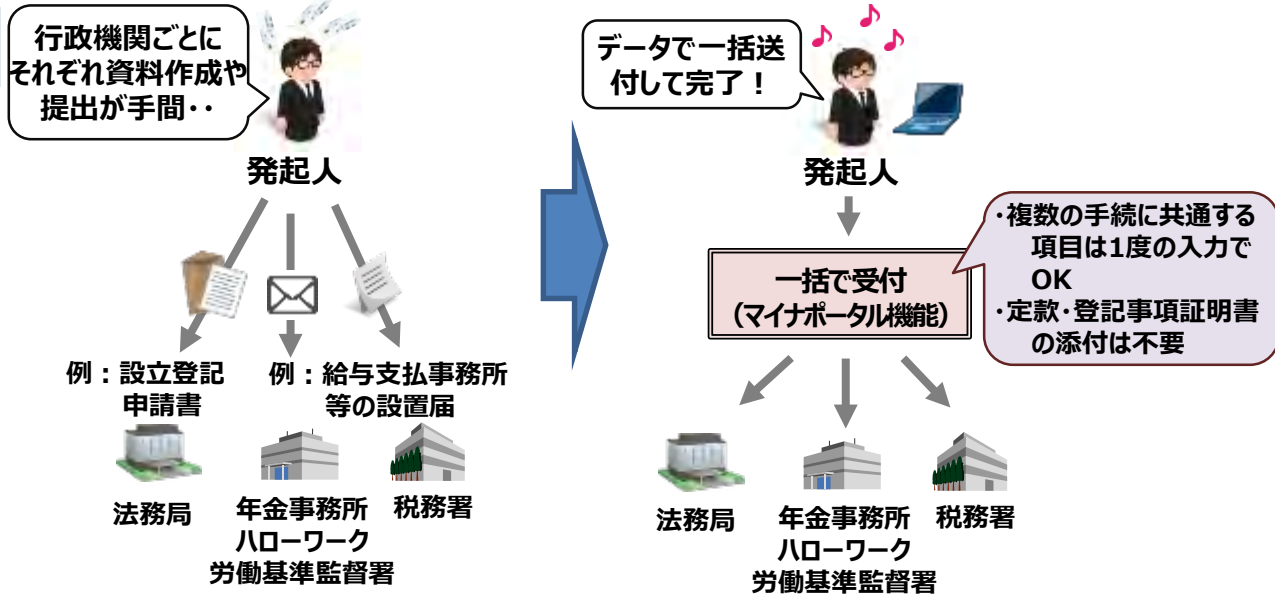 行政機関ごとに
それぞれ資料作成や
提出が手間・・
発起人
例：設立登記
申請書
例：給与支払事務所
等の設置届
法務局
年金事務所
ハローワーク
労働基準監督署
税務署
データで一括送
付して完了！
発起人
一括で受付
（マイナポータル機能）
・複数の手続に共通する
項目は1度の入力で
OK
・定款・登記事項証明書
の添付は不要
法務局
年金事務所
ハローワーク
労働基準監督署
税務署